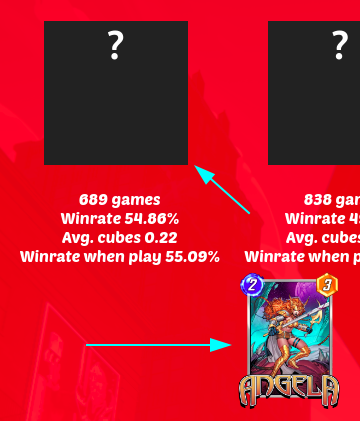 ?
?
689 games
Winrate 54.86%
Avg. cubes 0.22
Winrate when play 55.09%
838 gar
Winrate 4
Avg. cubes
Winrate when p
2
3
ANGELA